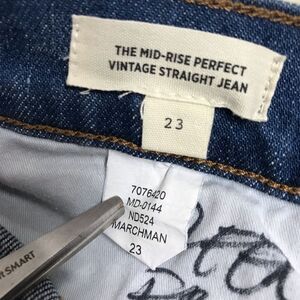 THE MID-RISE PERFECT
VINTAGE STRAIGHT JEAN
23
7076420
MD-0144
ND524
MARCHMAN
23
SMART